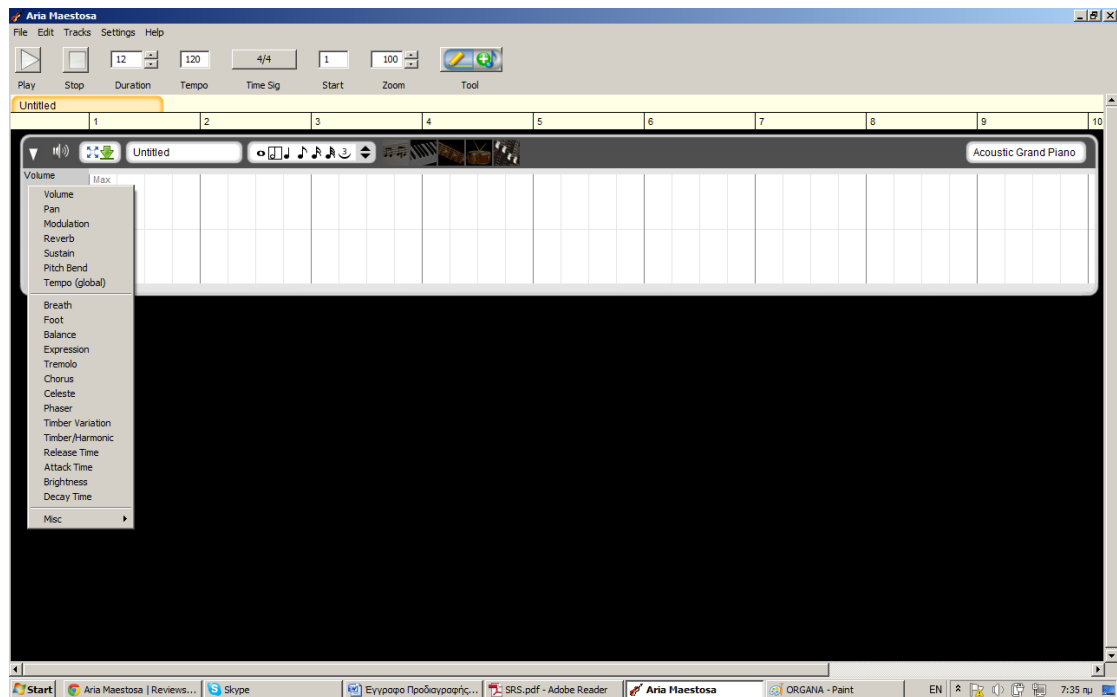 Aria Maestosa
File Edit Tracks Settings Help
12 120 4/4 1 100
Play Stop Duration Tempo Time Sig Start Zoom Tool
Untitled
1 2 3 4 5 6 7 8 9 10
Untitled 3 Acoustic Grand Piano
Volume Max
Volume
Pan
Modulation
Reverb
Sustain
Pitch Bend
Tempo (global)
Breath
Foot
Balance
Expression
Tremolo
Chorus
Celeste
Phaser
Timber Variation
Timber/Harmonic
Release Time
Attack Time
Brightness
Decay Time
Misc
Start Aria Maestosa | Reviews... Skype Εγγραφο Προδιαγραφής... SRS.pdf - Adobe Reader Aria Maestosa ORGANA - Paint EN 7:35 πμ